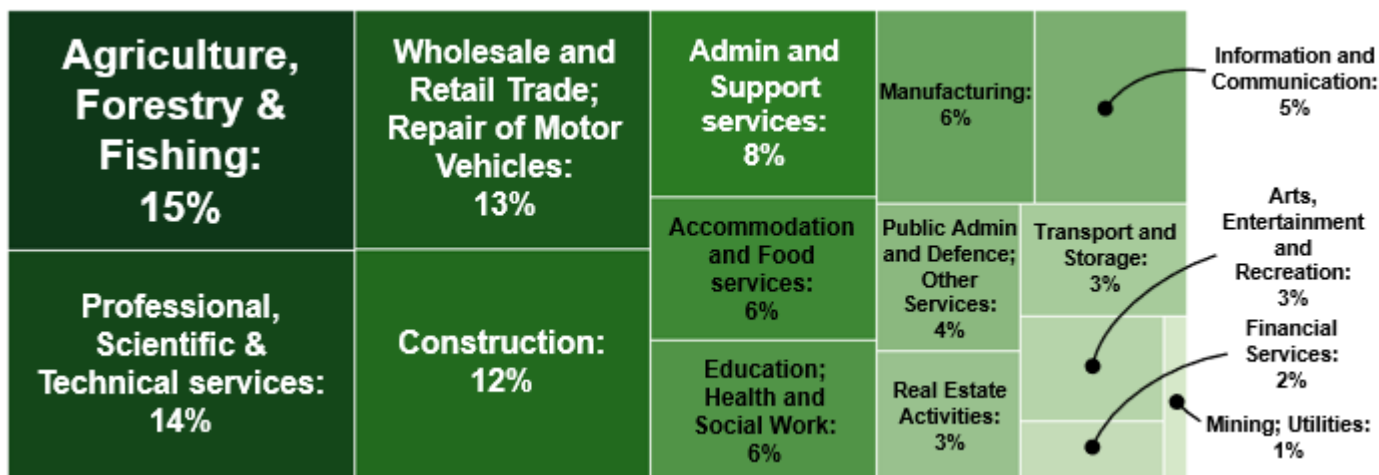 Agriculture,
Forestry &
Fishing:
15%
Professional,
Scientific &
Technical services:
14%
Wholesale and
Retail Trade;
Repair of Motor
Vehicles:
13%
Construction:
12%
Admin and
Support
services:
8%
Accommodation
and Food
services:
6%
Education;
Health and
Social Work:
6%
Manufacturing:
6%
Information and
Communication:
5%
Public Admin
and Defence;
Other
Services:
4%
Real Estate
Activities:
3%
Transport and
Storage:
3%
Arts,
Entertainment
and
Recreation:
3%
Financial
Services:
2%
Mining; Utilities:
1%